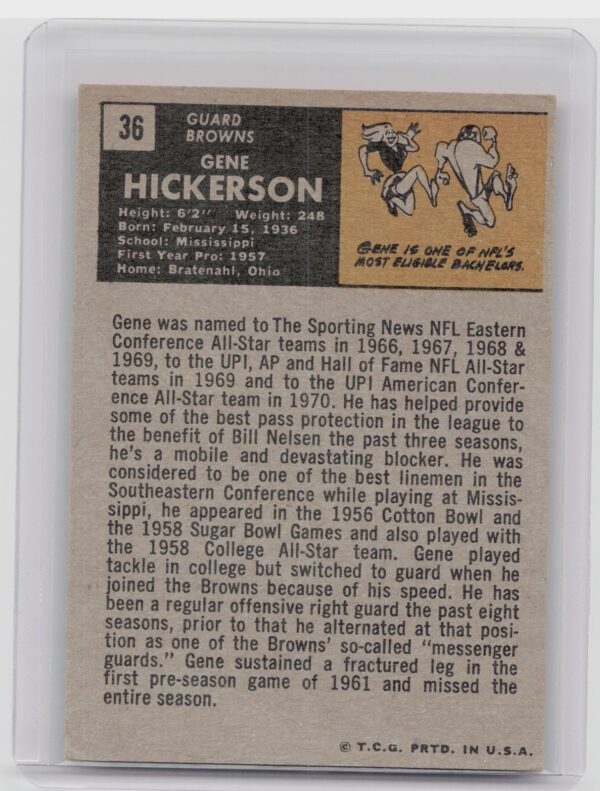 36
GUARD
BROWNS
GENE
HICKERSON
Height: 6'2" Weight: 248
Born: February 15, 1936
School: Mississippi
First Year Pro: 1957
Home: Bratenahl, Ohio
GENE IS ONE OF NFL'S
MOST ELIGIBLE BACHELORS.
Gene was named to The Sporting News NFL Eastern
Conference All-Star teams in 1966, 1967, 1968 &
1969, to the UPI, AP and Hall of Fame NFL All-Star
teams in 1969 and to the UPI American Confer-
ence All-Star team in 1970. He has helped provide
some of the best pass protection in the league to
the benefit of Bill Nelsen the past three seasons,
he's a mobile and devastating blocker. He was
considered to be one of the best linemen in the
Southeastern Conference while playing at Missis-
sippi, he appeared in the 1956 Cotton Bowl and
the 1958 Sugar Bowl Games and also played with
the 1958 College All-Star team. Gene played
tackle in college but switched to guard when he
joined the Browns because of his speed. He has
been a regular offensive right guard the past eight
seasons, prior to that he alternated at that posi-
tion as one of the Browns' so-called "messenger
guards." Gene sustained a fractured leg in the
first pre-season game of 1961 and missed the
entire season.
© T.C.G. PRTD. IN U.S.A.